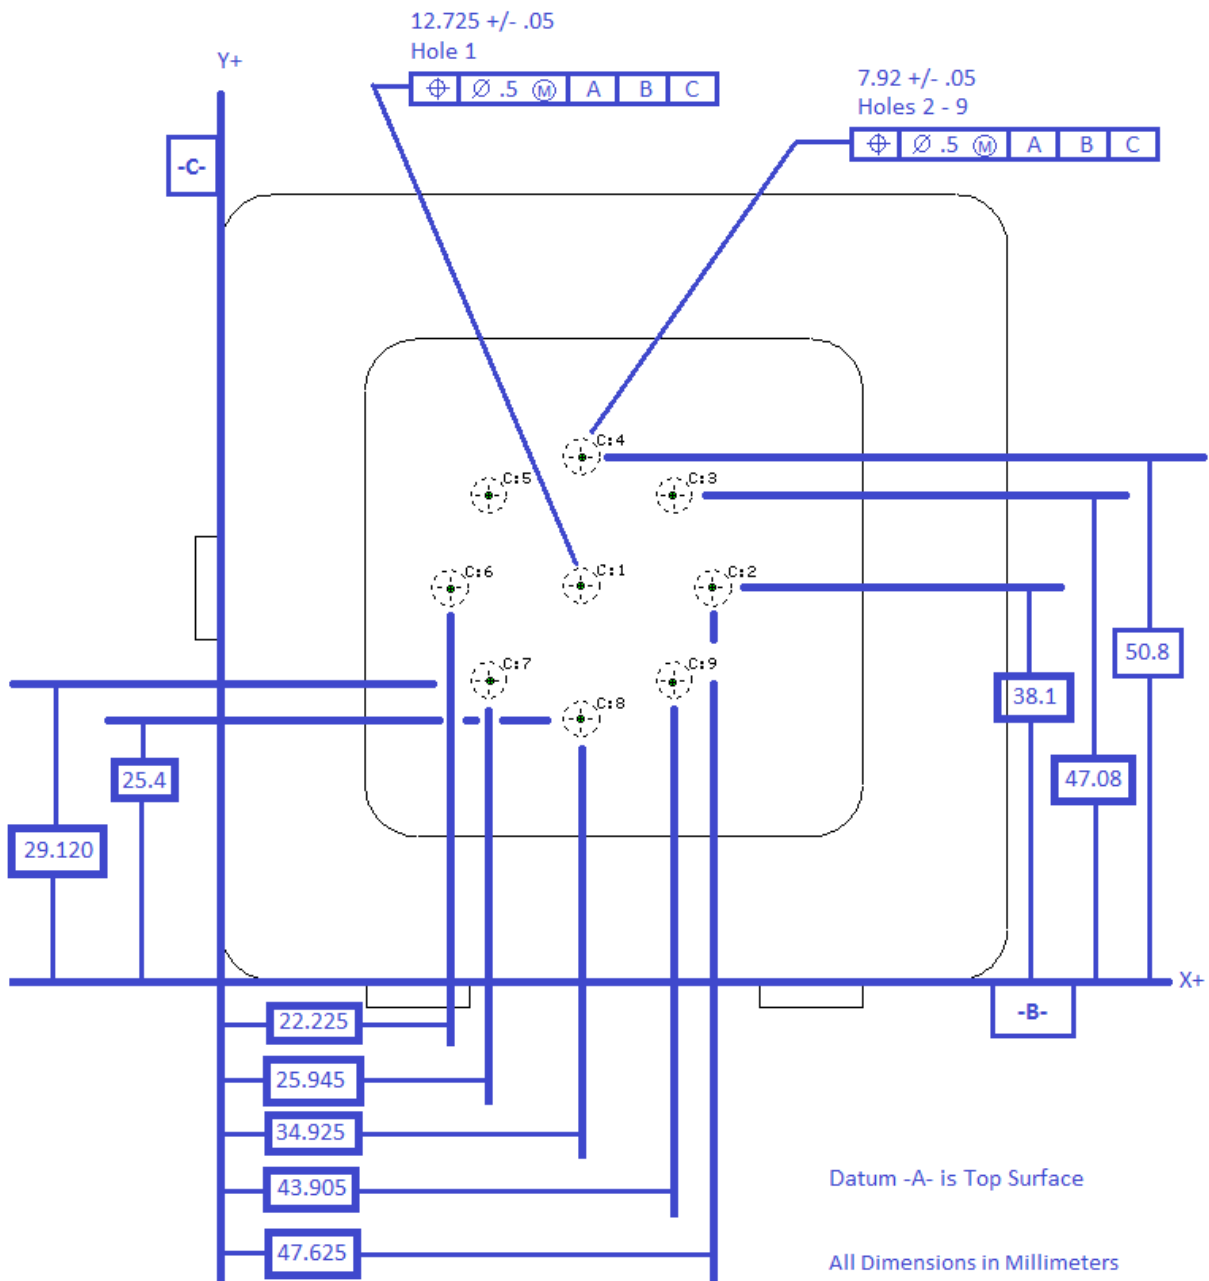 12.725 +/- .05
Hole 1
⌖ Ø .5 Ⓜ A B C
7.92 +/- .05
Holes 2 - 9
⌖ Ø .5 Ⓜ A B C
Y+
-C-
C:4
C:5
C:3
C:6
C:1
C:2
C:7
C:9
C:8
50.8
38.1
47.08
25.4
29.120
X+
-B-
22.225
25.945
34.925
43.905
47.625
Datum -A- is Top Surface
All Dimensions in Millimeters